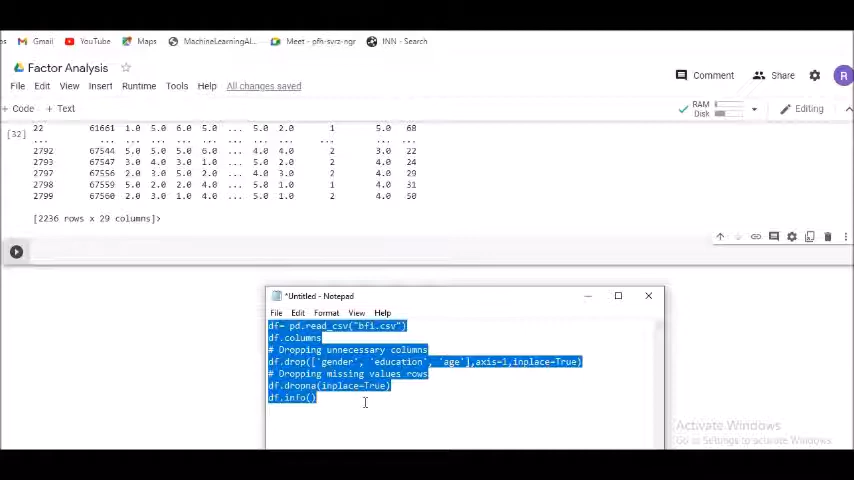 Gmail YouTube Maps MachineLearningAI... Meet - pfh-svrz-ngr INN - Search
Factor Analysis
Comment Share R
File Edit View Insert Runtime Tools Help All changes saved
+ Code + Text RAM Disk Editing
[32] 22 61661 1.0 5.0 6.0 5.0 ... 5.0 2.0 1 5.0 68
... ... ... ... ... ... ... ... ... ... ... ...
2792 67544 5.0 5.0 5.0 6.0 ... 4.0 4.0 2 3.0 22
2793 67547 3.0 4.0 3.0 1.0 ... 5.0 2.0 2 4.0 24
2797 67556 2.0 3.0 5.0 2.0 ... 4.0 3.0 2 4.0 29
2798 67559 5.0 2.0 2.0 4.0 ... 5.0 1.0 1 4.0 31
2799 67560 2.0 3.0 1.0 4.0 ... 5.0 1.0 2 4.0 50
[2236 rows x 29 columns]>
*Untitled - Notepad
File Edit Format View Help
df= pd.read_csv("bfi.csv")
df.columns
# Dropping unnecessary columns
df.drop(['gender', 'education', 'age'],axis=1,inplace=True)
# Dropping missing values rows
df.dropna(inplace=True)
df.info()
Activate Windows
Go to Settings to activate Windows.